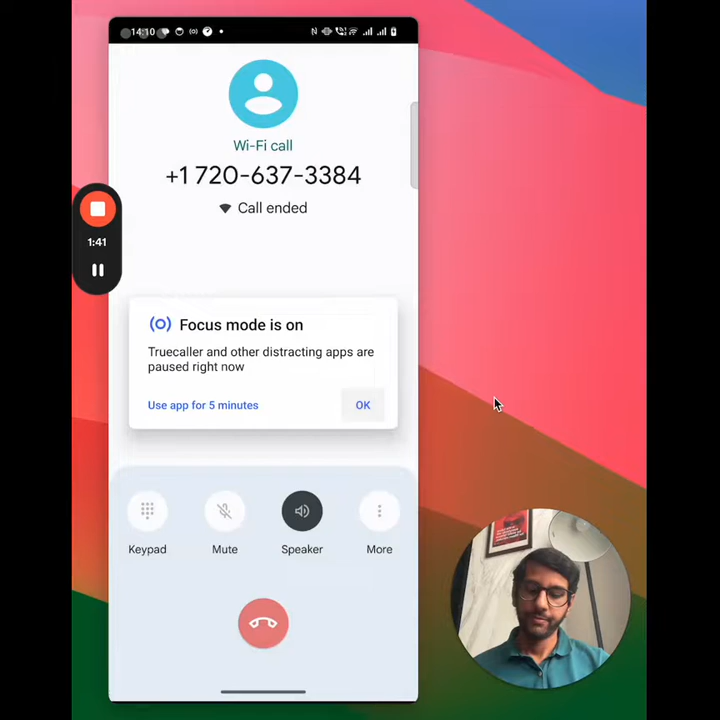 14:10
Wi-Fi call
+1 720-637-3384
Call ended
1:41
Focus mode is on
Truecaller and other distracting apps are
paused right now
Use app for 5 minutes
OK
Keypad
Mute
Speaker
More